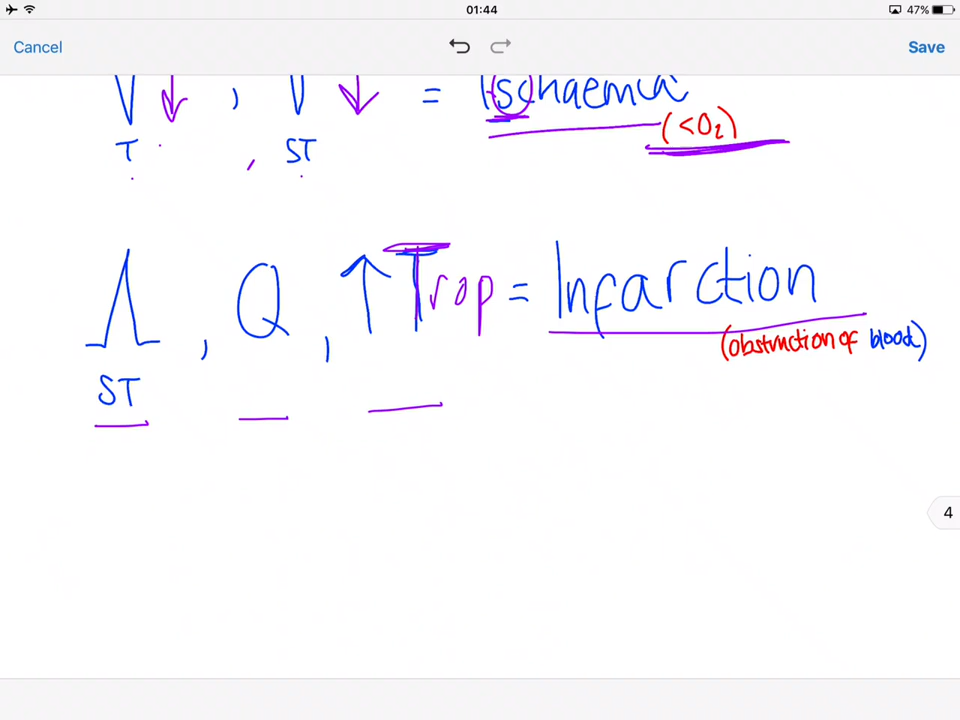 01:44
47%
Cancel
Save
↓ , ↓ = Ischaemia
(<O₂)
T , ST
, Q , ↑ Trop = Infarction
(obstruction of blood)
ST
4